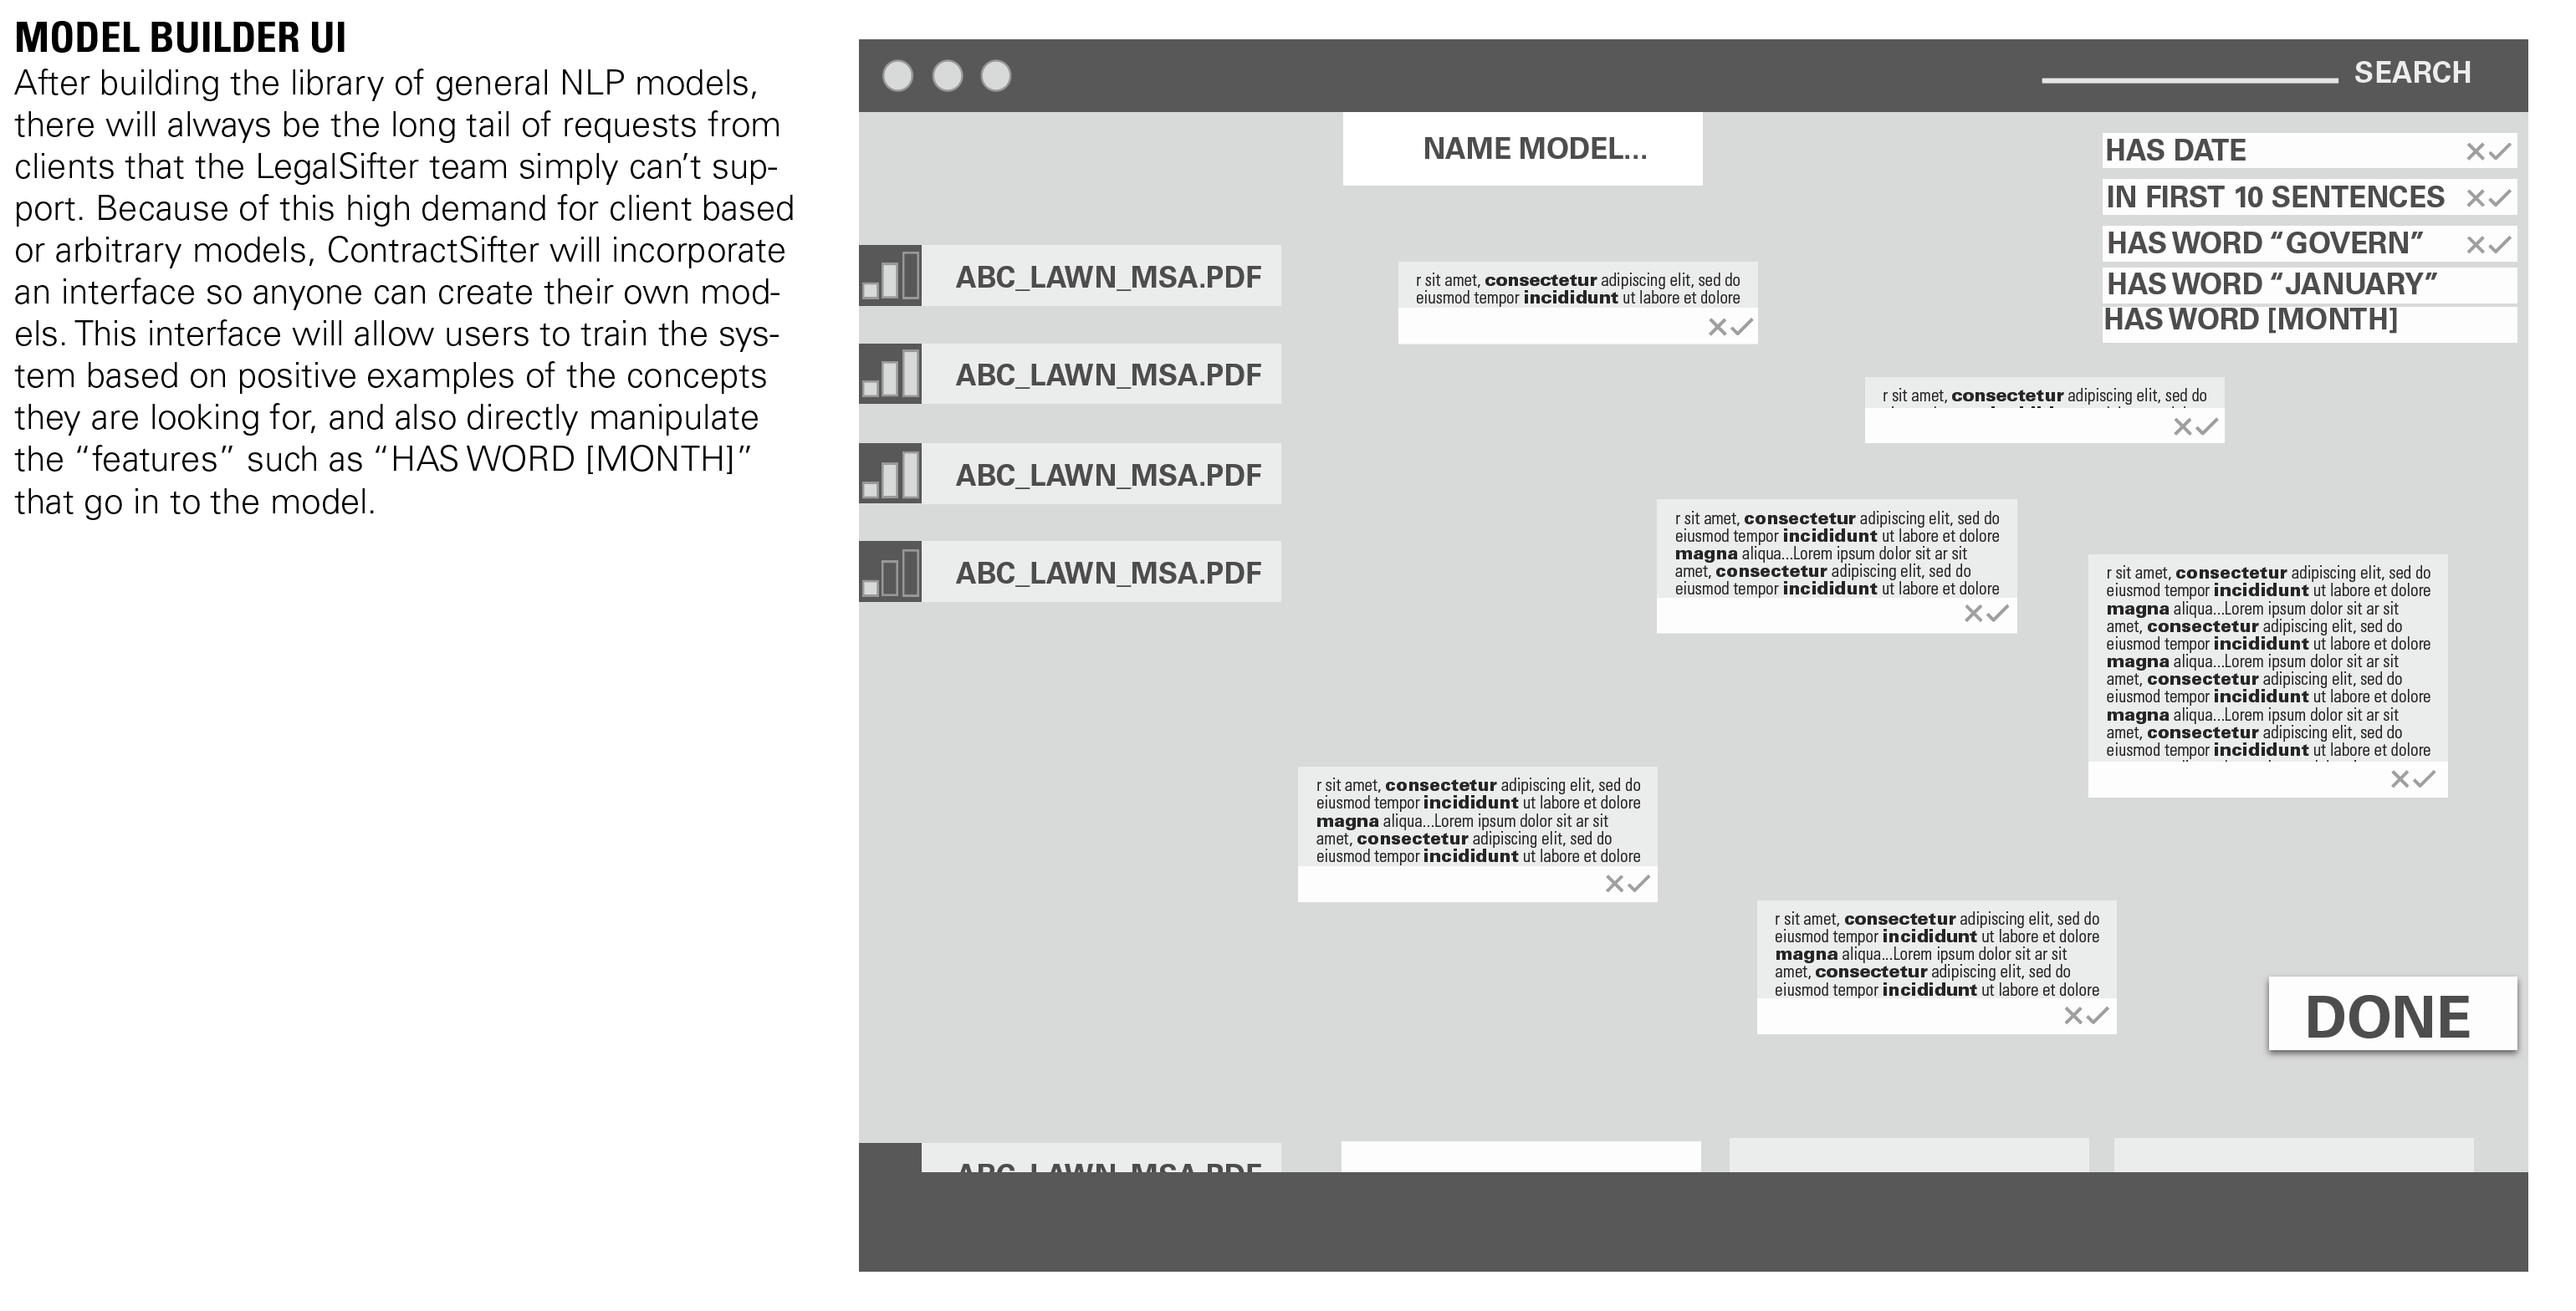 MODEL BUILDER UI
After building the library of general NLP models,
there will always be the long tail of requests from
clients that the LegalSifter team simply can’t sup-
port. Because of this high demand for client based
or arbitrary models, ContractSifter will incorporate
an interface so anyone can create their own mod-
els. This interface will allow users to train the sys-
tem based on positive examples of the concepts
they are looking for, and also directly manipulate
the “features” such as “HAS WORD [MONTH]”
that go in to the model.
SEARCH
NAME MODEL...
HAS DATE
IN FIRST 10 SENTENCES
HAS WORD “GOVERN”
HAS WORD “JANUARY”
HAS WORD [MONTH]
ABC_LAWN_MSA.PDF
ABC_LAWN_MSA.PDF
ABC_LAWN_MSA.PDF
ABC_LAWN_MSA.PDF
r sit amet, consectetur adipiscing elit, sed do
eiusmod tempor incididunt ut labore et dolore
r sit amet, consectetur adipiscing elit, sed do
r sit amet, consectetur adipiscing elit, sed do
eiusmod tempor incididunt ut labore et dolore
magna aliqua...Lorem ipsum dolor sit ar sit
amet, consectetur adipiscing elit, sed do
eiusmod tempor incididunt ut labore et dolore
r sit amet, consectetur adipiscing elit, sed do
eiusmod tempor incididunt ut labore et dolore
magna aliqua...Lorem ipsum dolor sit ar sit
amet, consectetur adipiscing elit, sed do
eiusmod tempor incididunt ut labore et dolore
magna aliqua...Lorem ipsum dolor sit ar sit
amet, consectetur adipiscing elit, sed do
eiusmod tempor incididunt ut labore et dolore
magna aliqua...Lorem ipsum dolor sit ar sit
amet, consectetur adipiscing elit, sed do
eiusmod tempor incididunt ut labore et dolore
r sit amet, consectetur adipiscing elit, sed do
eiusmod tempor incididunt ut labore et dolore
magna aliqua...Lorem ipsum dolor sit ar sit
amet, consectetur adipiscing elit, sed do
eiusmod tempor incididunt ut labore et dolore
r sit amet, consectetur adipiscing elit, sed do
eiusmod tempor incididunt ut labore et dolore
magna aliqua...Lorem ipsum dolor sit ar sit
amet, consectetur adipiscing elit, sed do
eiusmod tempor incididunt ut labore et dolore
DONE
ABC_LAWN_MSA.PDF